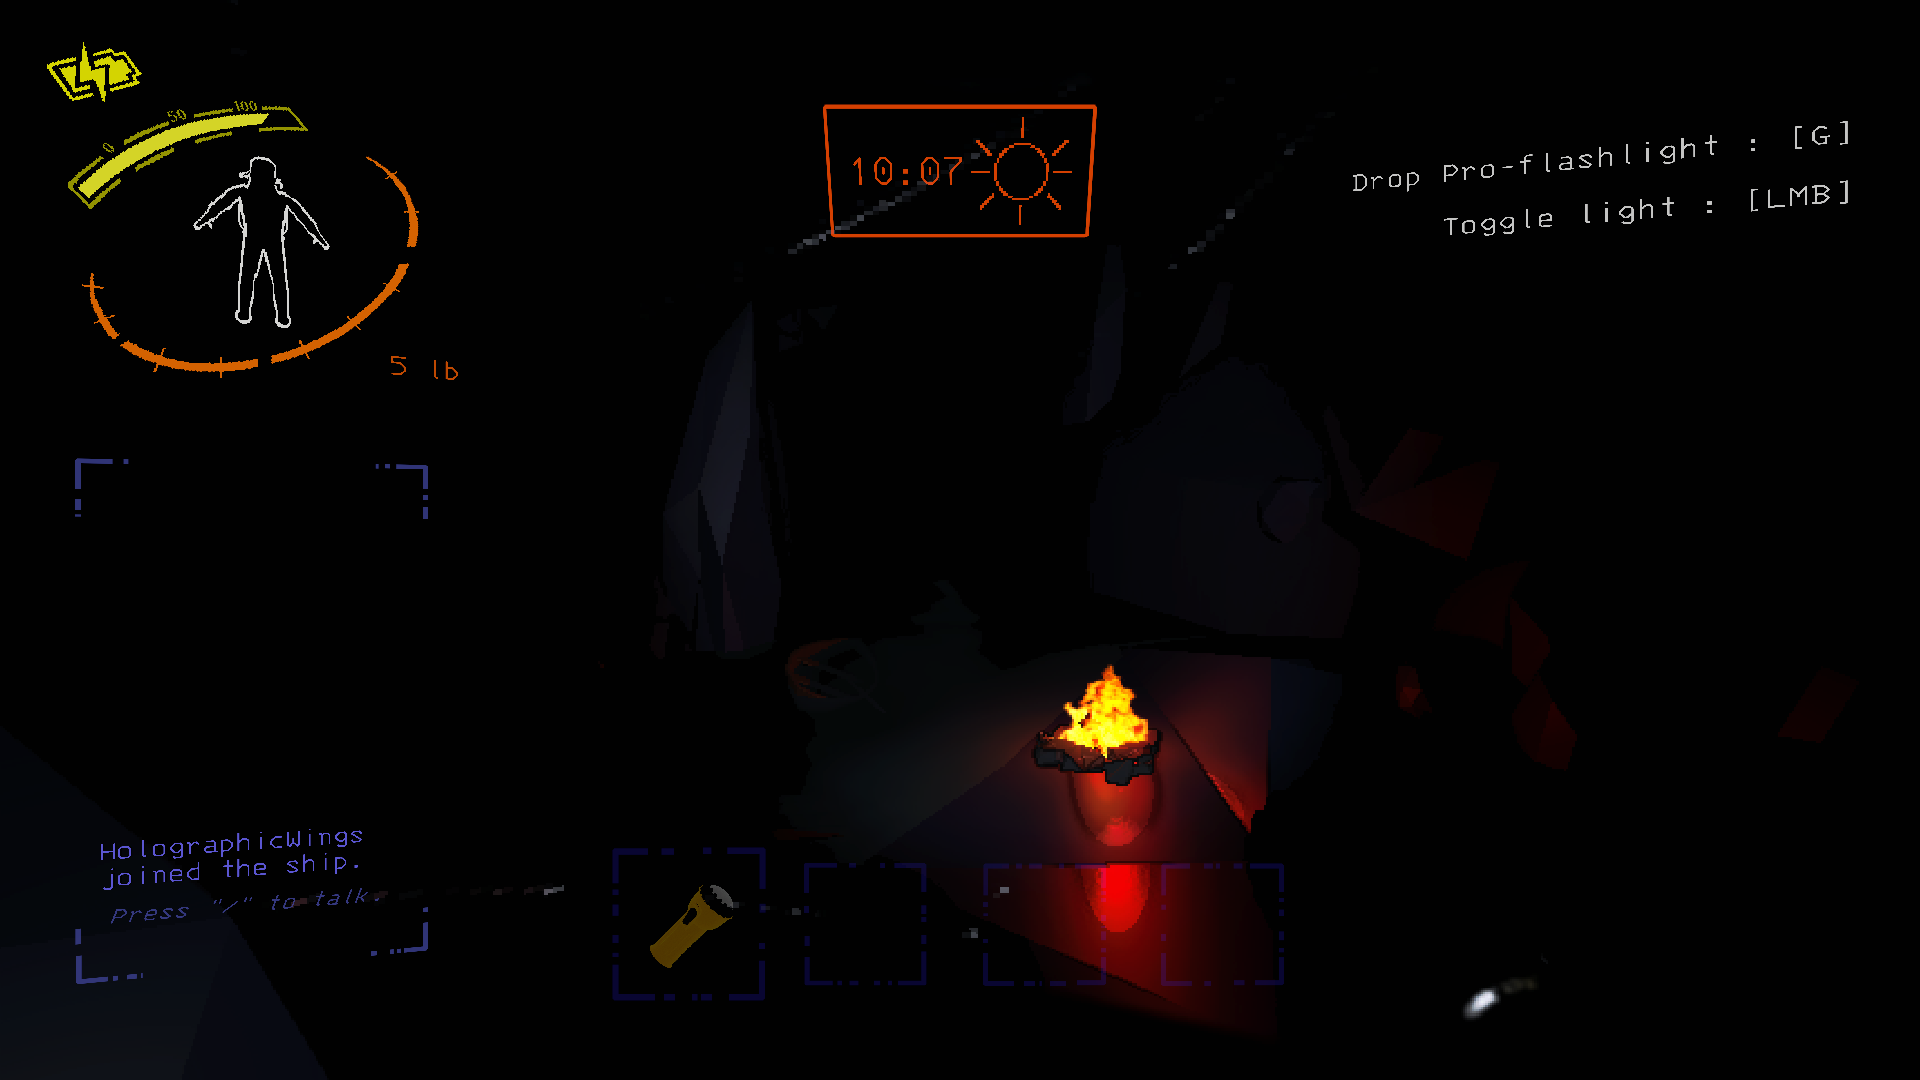 0 50 100
10:07
Drop Pro-flashlight : [G]
Toggle light : [LMB]
5 lb
HolographicWings
joined the ship.
Press "/" to talk.